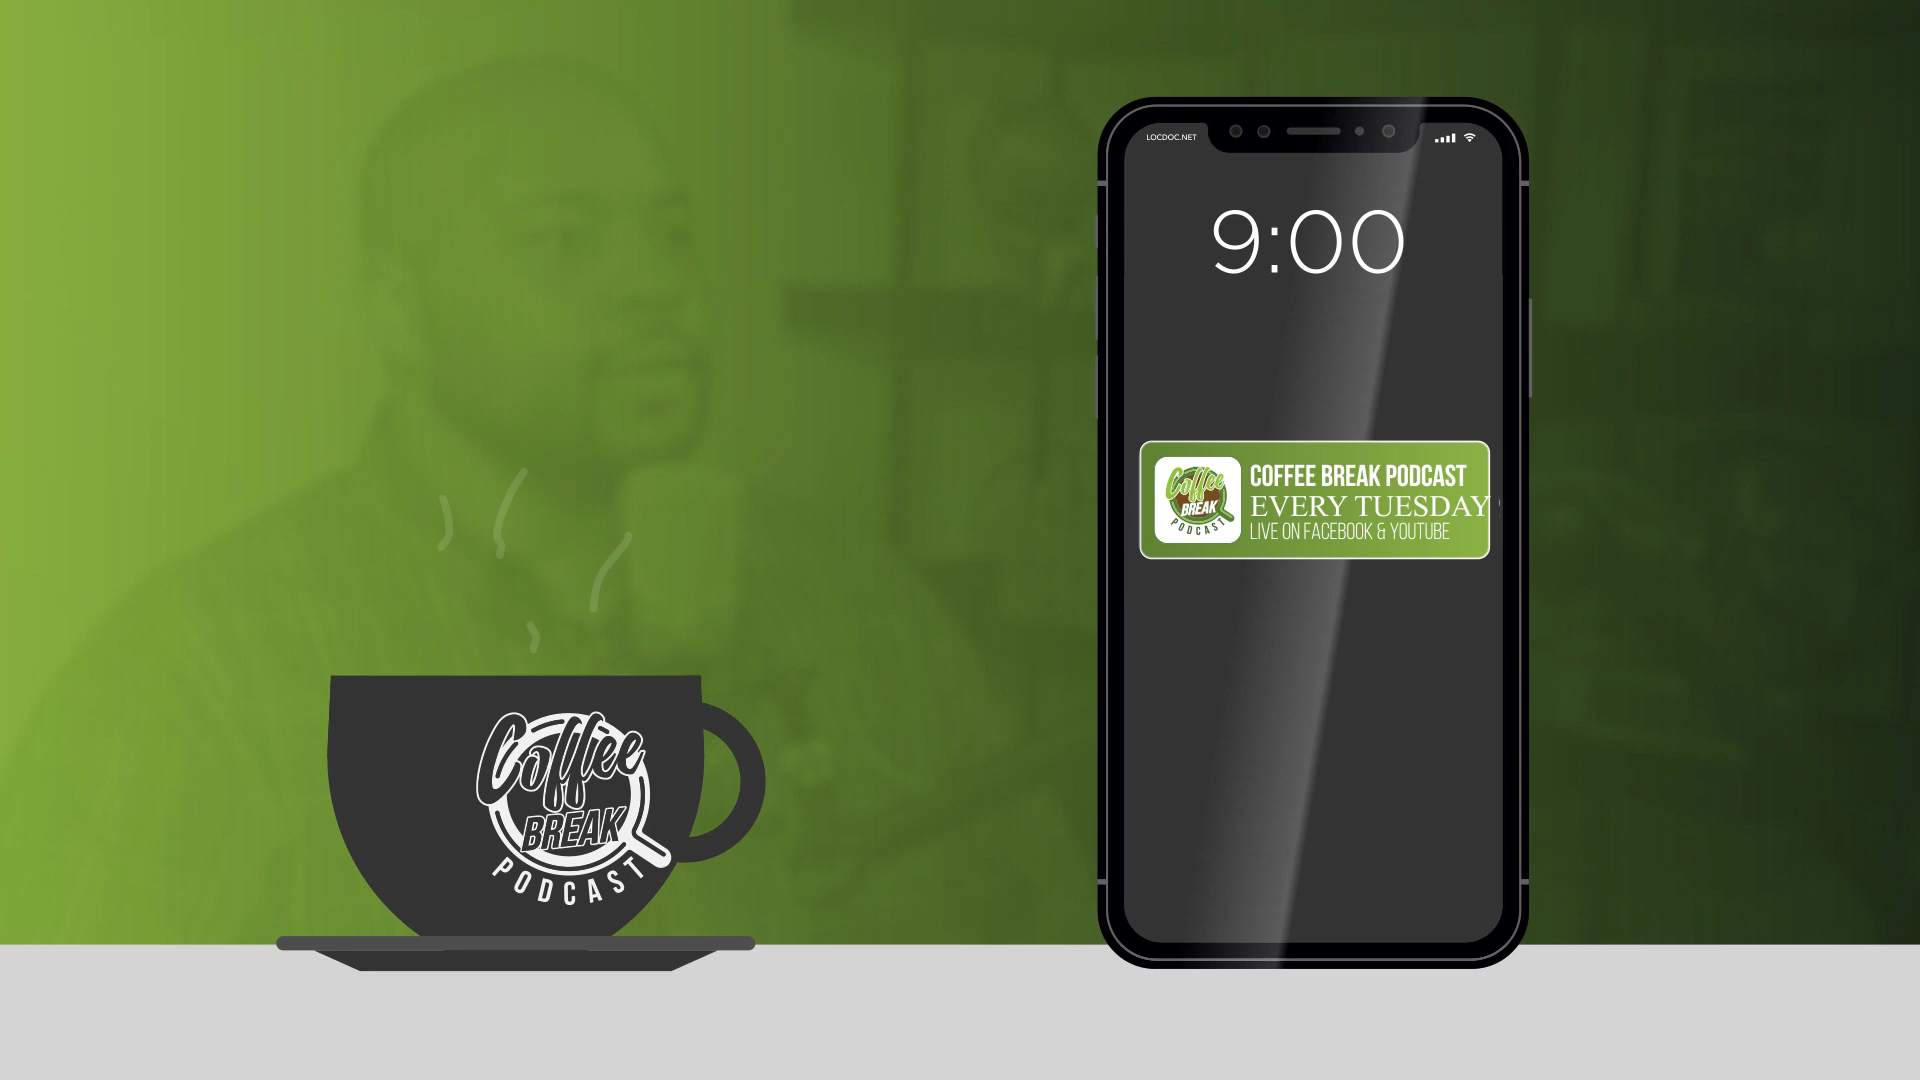 LOCDOC.NET
9:00
Coffee
BREAK
PODCAST
COFFEE BREAK PODCAST
EVERY TUESDAY
LIVE ON FACEBOOK & YOUTUBE
Coffee
BREAK
PODCAST